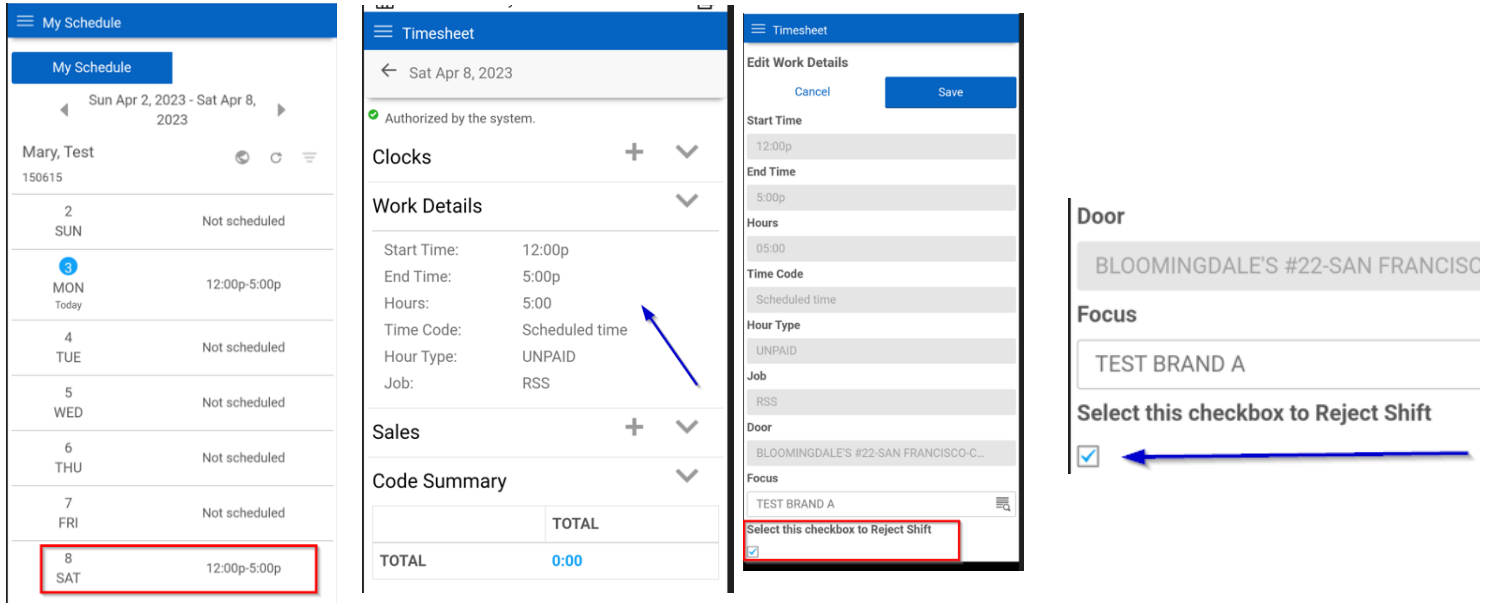 My Schedule
My Schedule
Sun Apr 2, 2023 - Sat Apr 8,
2023
Mary, Test
150615
2
SUN
Not scheduled
3
MON
Today
12:00p-5:00p
4
TUE
Not scheduled
5
WED
Not scheduled
6
THU
Not scheduled
7
FRI
Not scheduled
8
SAT
12:00p-5:00p
Timesheet
Sat Apr 8, 2023
Authorized by the system.
Clocks
Work Details
Start Time: 12:00p
End Time: 5:00p
Hours: 5:00
Time Code: Scheduled time
Hour Type: UNPAID
Job: RSS
Sales
Code Summary
TOTAL
TOTAL 0:00
Timesheet
Edit Work Details
Cancel Save
Start Time
12:00p
End Time
5:00p
Hours
05:00
Time Code
Scheduled time
Hour Type
UNPAID
Job
RSS
Door
BLOOMINGDALE'S #22-SAN FRANCISCO-C...
Focus
TEST BRAND A
Select this checkbox to Reject Shift
Door
BLOOMINGDALE'S #22-SAN FRANCISC
Focus
TEST BRAND A
Select this checkbox to Reject Shift